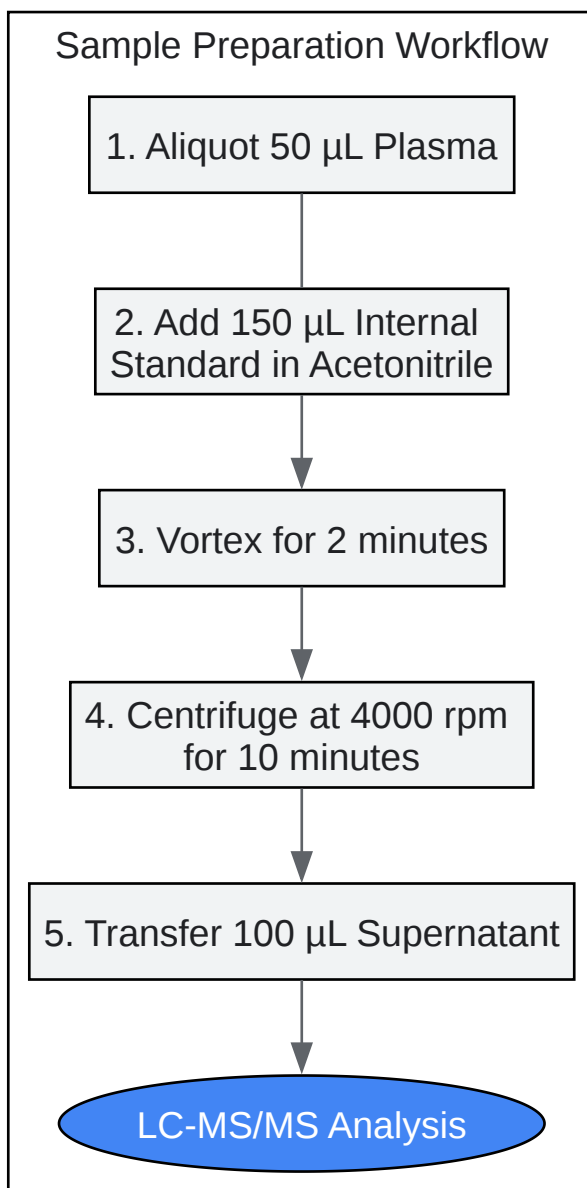 Sample Preparation Workflow
1. Aliquot 50 µL Plasma
2. Add 150 µL Internal
Standard in Acetonitrile
3. Vortex for 2 minutes
4. Centrifuge at 4000 rpm
for 10 minutes
5. Transfer 100 µL Supernatant
LC-MS/MS Analysis